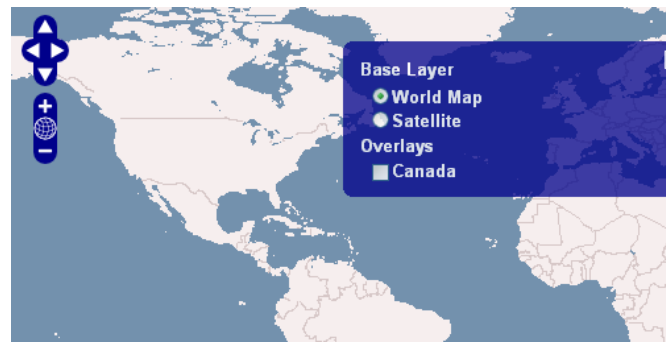 Base Layer
World Map
Satellite
Overlays
Canada